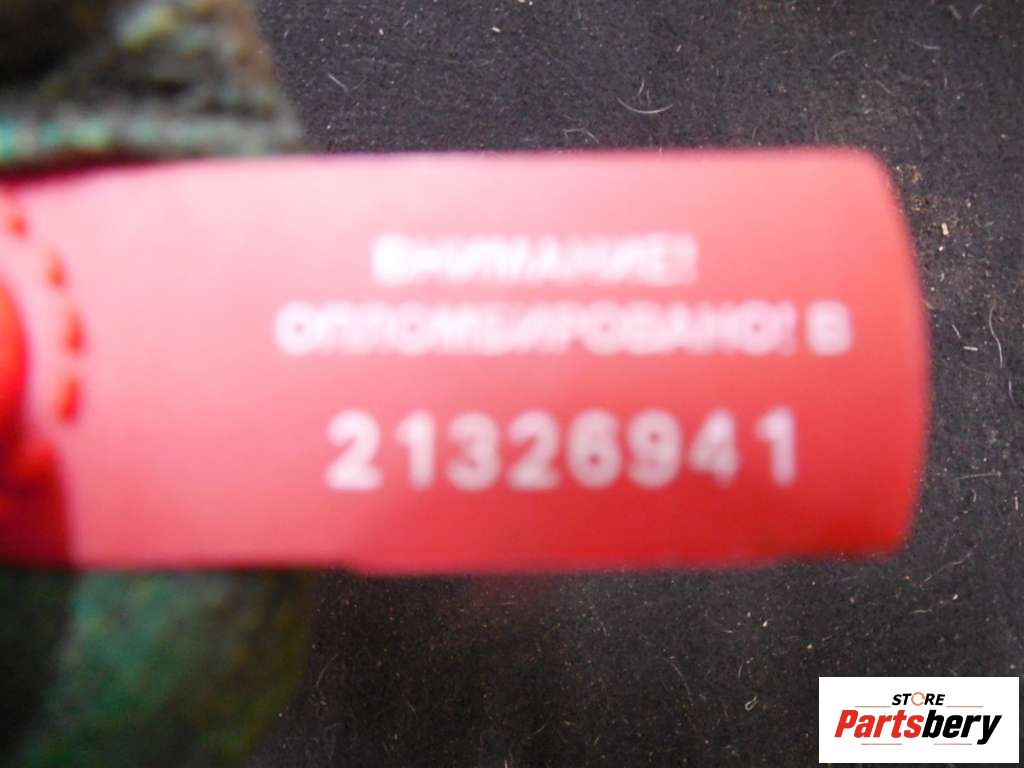 ВНИМАНИЕ!
ОПЛОМБИРОВАНО! В
21326941
STORE
Partsbery